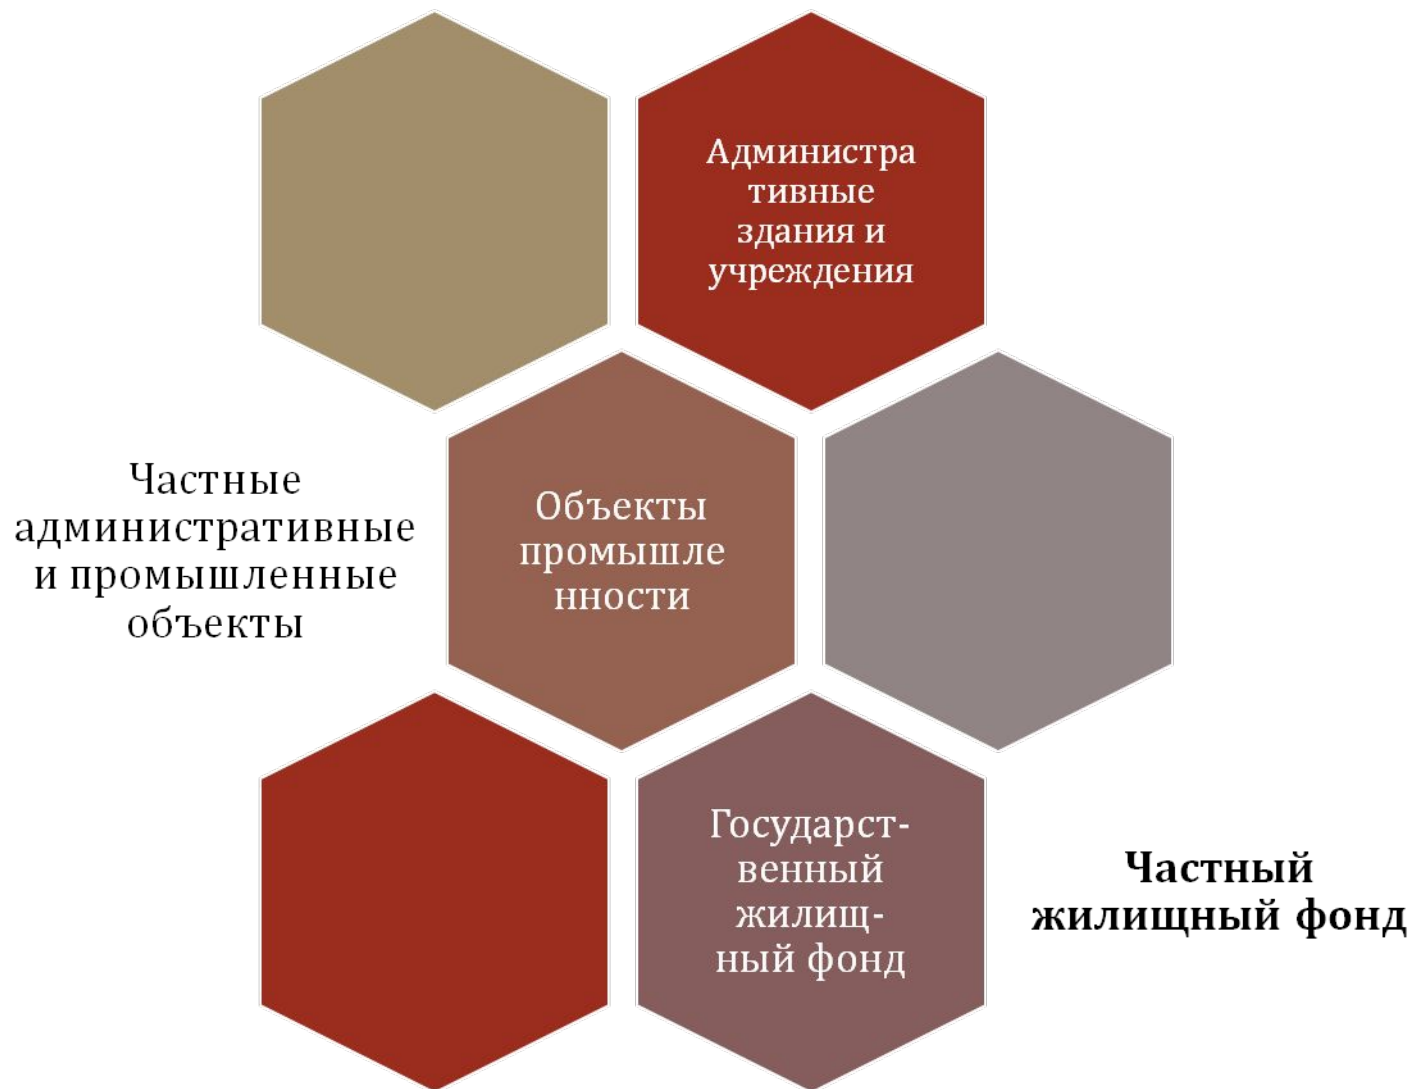 Администра
тивные
здания и
учреждения
Частные
административные
и промышленные
объекты
Объекты
промышле
нности
Государст-
венный
жилищ-
ный фонд
Частный
жилищный фонд